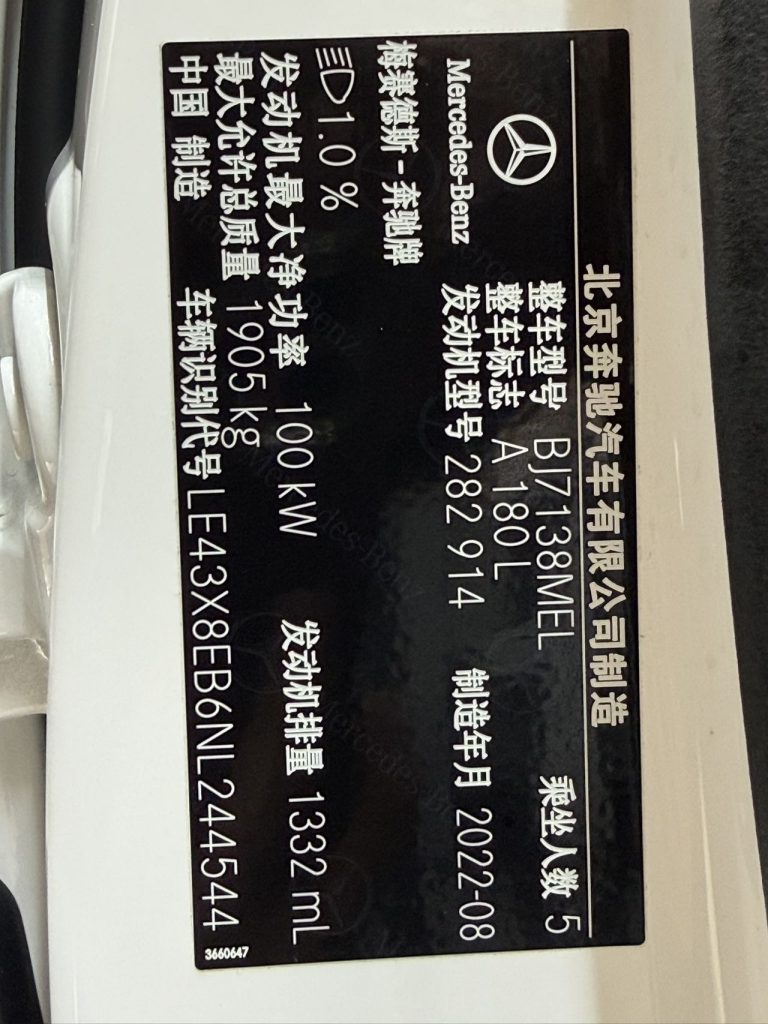 北京奔驰汽车有限公司制造
Mercedes-Benz
梅赛德斯-奔驰牌
整车型号 BJ7138MEL 乘坐人数 5
整车标志 A 180 L
发动机型号 282 914 制造年月 2022-08
1.0 %
发动机最大净功率 100 kW 发动机排量 1332 mL
最大允许总质量 1905 kg
中国 制造 车辆识别代号 LE43X8EB6NL244544
3660647